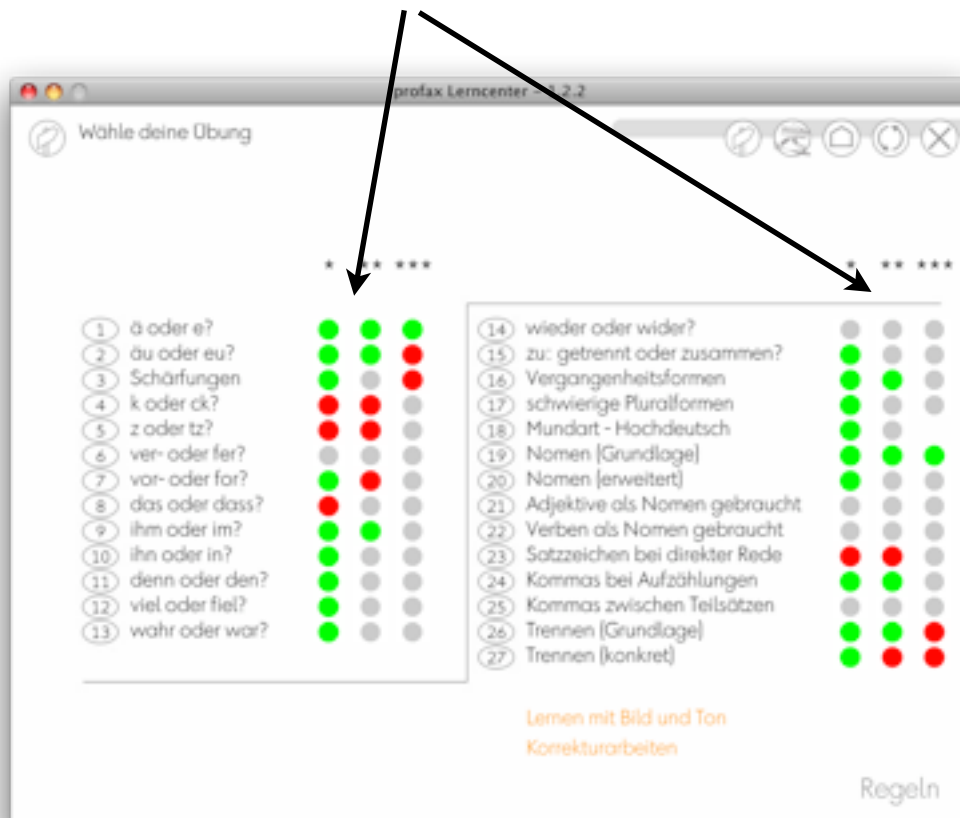 profax Lerncenter – 1.2.2
Wähle deine Übung
* ** ***
1 ä oder e?
2 äu oder eu?
3 Schärfungen
4 k oder ck?
5 z oder tz?
6 ver- oder fer?
7 vor- oder for?
8 das oder dass?
9 ihm oder im?
10 ihn oder in?
11 denn oder den?
12 viel oder fiel?
13 wahr oder war?
* ** ***
14 wieder oder wider?
15 zu: getrennt oder zusammen?
16 Vergangenheitsformen
17 schwierige Pluralformen
18 Mundart - Hochdeutsch
19 Nomen (Grundlage)
20 Nomen (erweitert)
21 Adjektive als Nomen gebraucht
22 Verben als Nomen gebraucht
23 Satzzeichen bei direkter Rede
24 Kommas bei Aufzählungen
25 Kommas zwischen Teilsätzen
26 Trennen (Grundlage)
27 Trennen (konkret)
Lernen mit Bild und Ton
Korrekturarbeiten
Regeln